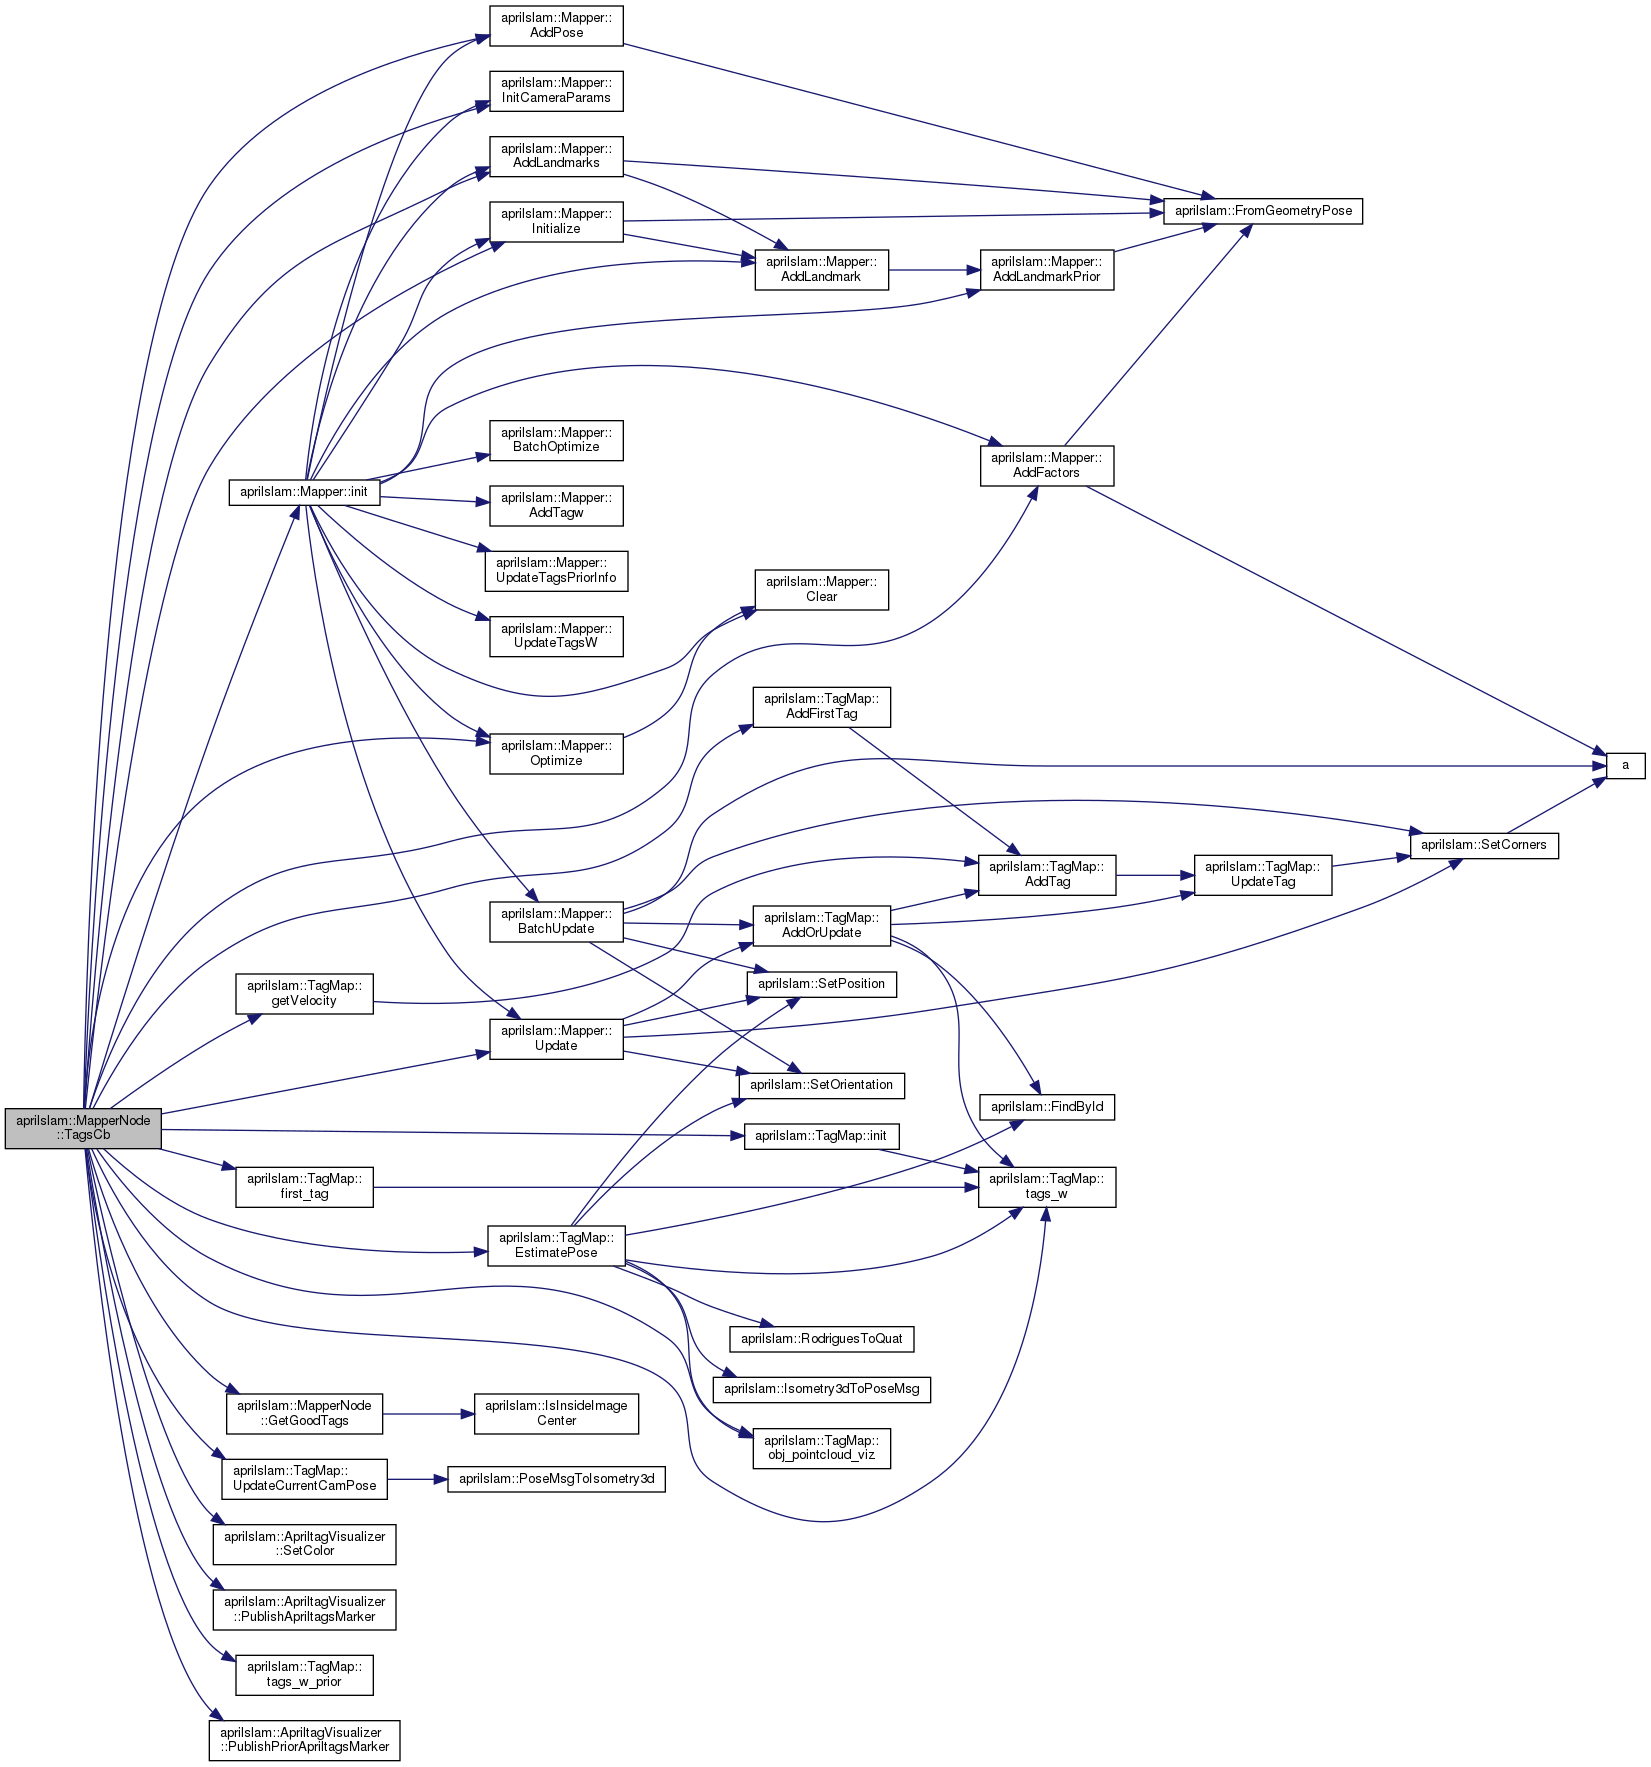 aprilslam::MapperNode
::TagsCb
aprilslam::Mapper::init
aprilslam::TagMap::
getVelocity
aprilslam::TagMap::
first_tag
aprilslam::MapperNode
::GetGoodTags
aprilslam::TagMap::
UpdateCurrentCamPose
aprilslam::ApriltagVisualizer
::SetColor
aprilslam::ApriltagVisualizer
::PublishApriltagsMarker
aprilslam::TagMap::
tags_w_prior
aprilslam::ApriltagVisualizer
::PublishPriorApriltagsMarker
aprilslam::Mapper::
AddPose
aprilslam::Mapper::
InitCameraParams
aprilslam::Mapper::
AddLandmarks
aprilslam::Mapper::
Initialize
aprilslam::Mapper::
BatchOptimize
aprilslam::Mapper::
AddTagw
aprilslam::Mapper::
UpdateTagsPriorInfo
aprilslam::Mapper::
UpdateTagsW
aprilslam::Mapper::
Optimize
aprilslam::Mapper::
BatchUpdate
aprilslam::Mapper::
Update
aprilslam::TagMap::
EstimatePose
aprilslam::IsInsideImage
Center
aprilslam::PoseMsgToIsometry3d
aprilslam::Mapper::
AddLandmark
aprilslam::Mapper::
Clear
aprilslam::TagMap::
AddFirstTag
aprilslam::TagMap::
AddOrUpdate
aprilslam::SetPosition
aprilslam::SetOrientation
aprilslam::TagMap::init
aprilslam::RodriguesToQuat
aprilslam::Isometry3dToPoseMsg
aprilslam::TagMap::
obj_pointcloud_viz
aprilslam::Mapper::
AddLandmarkPrior
aprilslam::Mapper::
AddFactors
aprilslam::TagMap::
AddTag
aprilslam::FindById
aprilslam::TagMap::
tags_w
aprilslam::FromGeometryPose
aprilslam::TagMap::
UpdateTag
aprilslam::SetCorners
a